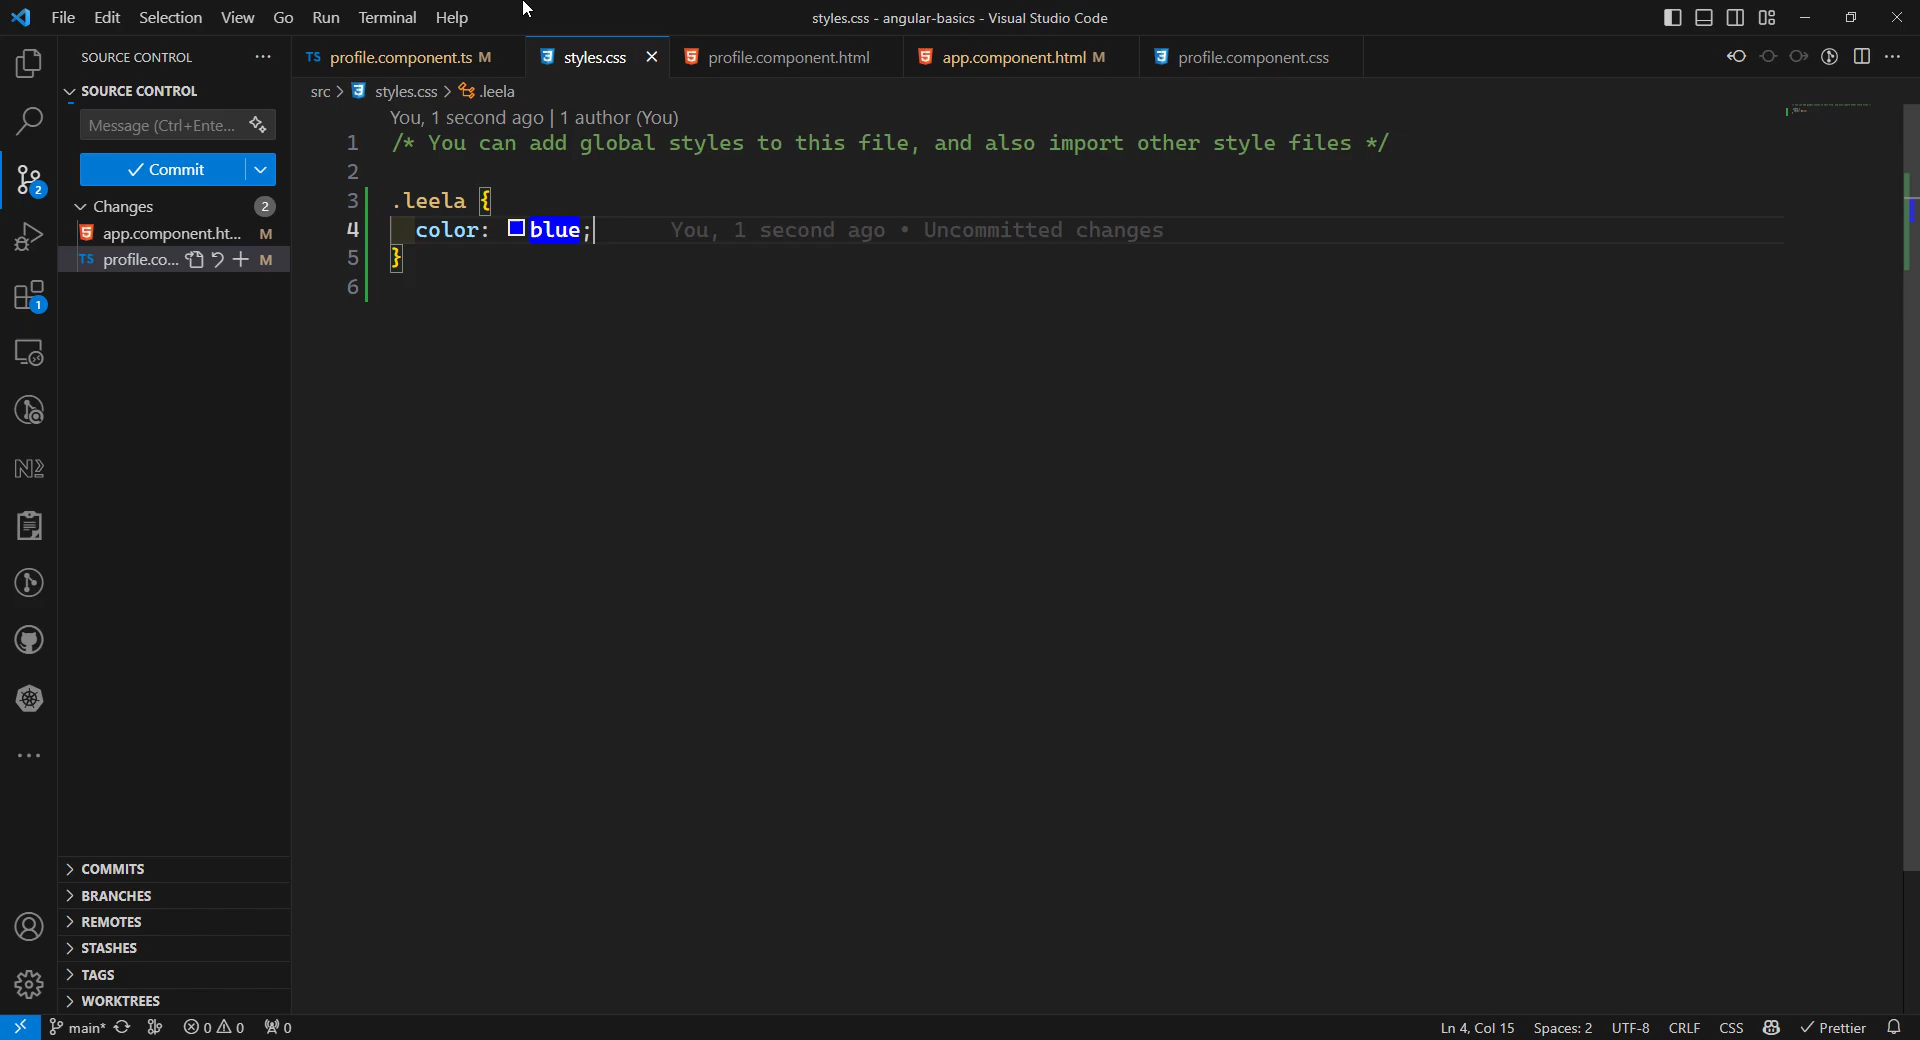 File Edit Selection View Go Run Terminal Help styles.css - angular-basics - Visual Studio Code
SOURCE CONTROL ···
TS profile.component.ts M styles.css profile.component.html app.component.html M profile.component.css
SOURCE CONTROL
src > styles.css > .leela
Message (Ctrl+Ente...
You, 1 second ago | 1 author (You)
1 /* You can add global styles to this file, and also import other style files */
Commit
2
Changes 2
3 .leela {
app.component.ht... M
4 color: blue; You, 1 second ago • Uncommitted changes
TS profile.co... M
5 }
6
2
1
COMMITS
BRANCHES
REMOTES
STASHES
TAGS
WORKTREES
main* 0 0 0 Ln 4, Col 15 Spaces: 2 UTF-8 CRLF CSS Prettier